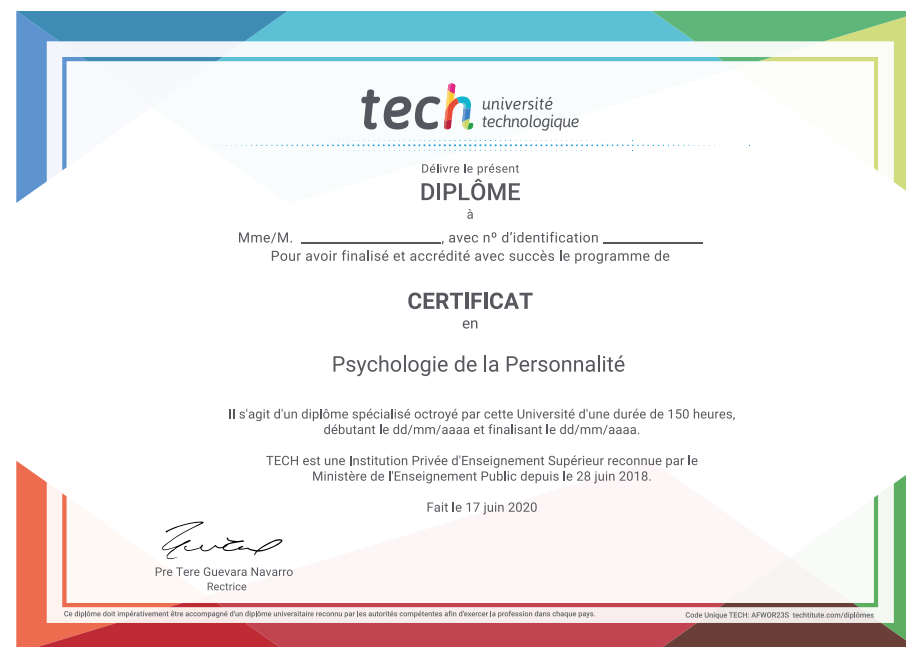 tech université
technologique
Délivre le présent
DIPLÔME
à
Mme/M. ____________________, avec nº d'identification ______________
Pour avoir finalisé et accrédité avec succès le programme de
CERTIFICAT
en
Psychologie de la Personnalité
Il s'agit d'un diplôme spécialisé octroyé par cette Université d'une durée de 150 heures,
débutant le dd/mm/aaaa et finalisant le dd/mm/aaaa.
TECH est une Institution Privée d'Enseignement Supérieur reconnue par le
Ministère de l'Enseignement Public depuis le 28 juin 2018.
Fait le 17 juin 2020
Pre Tere Guevara Navarro
Rectrice
Ce diplôme doit impérativement être accompagné d'un diplôme universitaire reconnu par les autorités compétentes afin d'exercer la profession dans chaque pays.
Code Unique TECH: AFWOR23S techtitute.com/diplômes